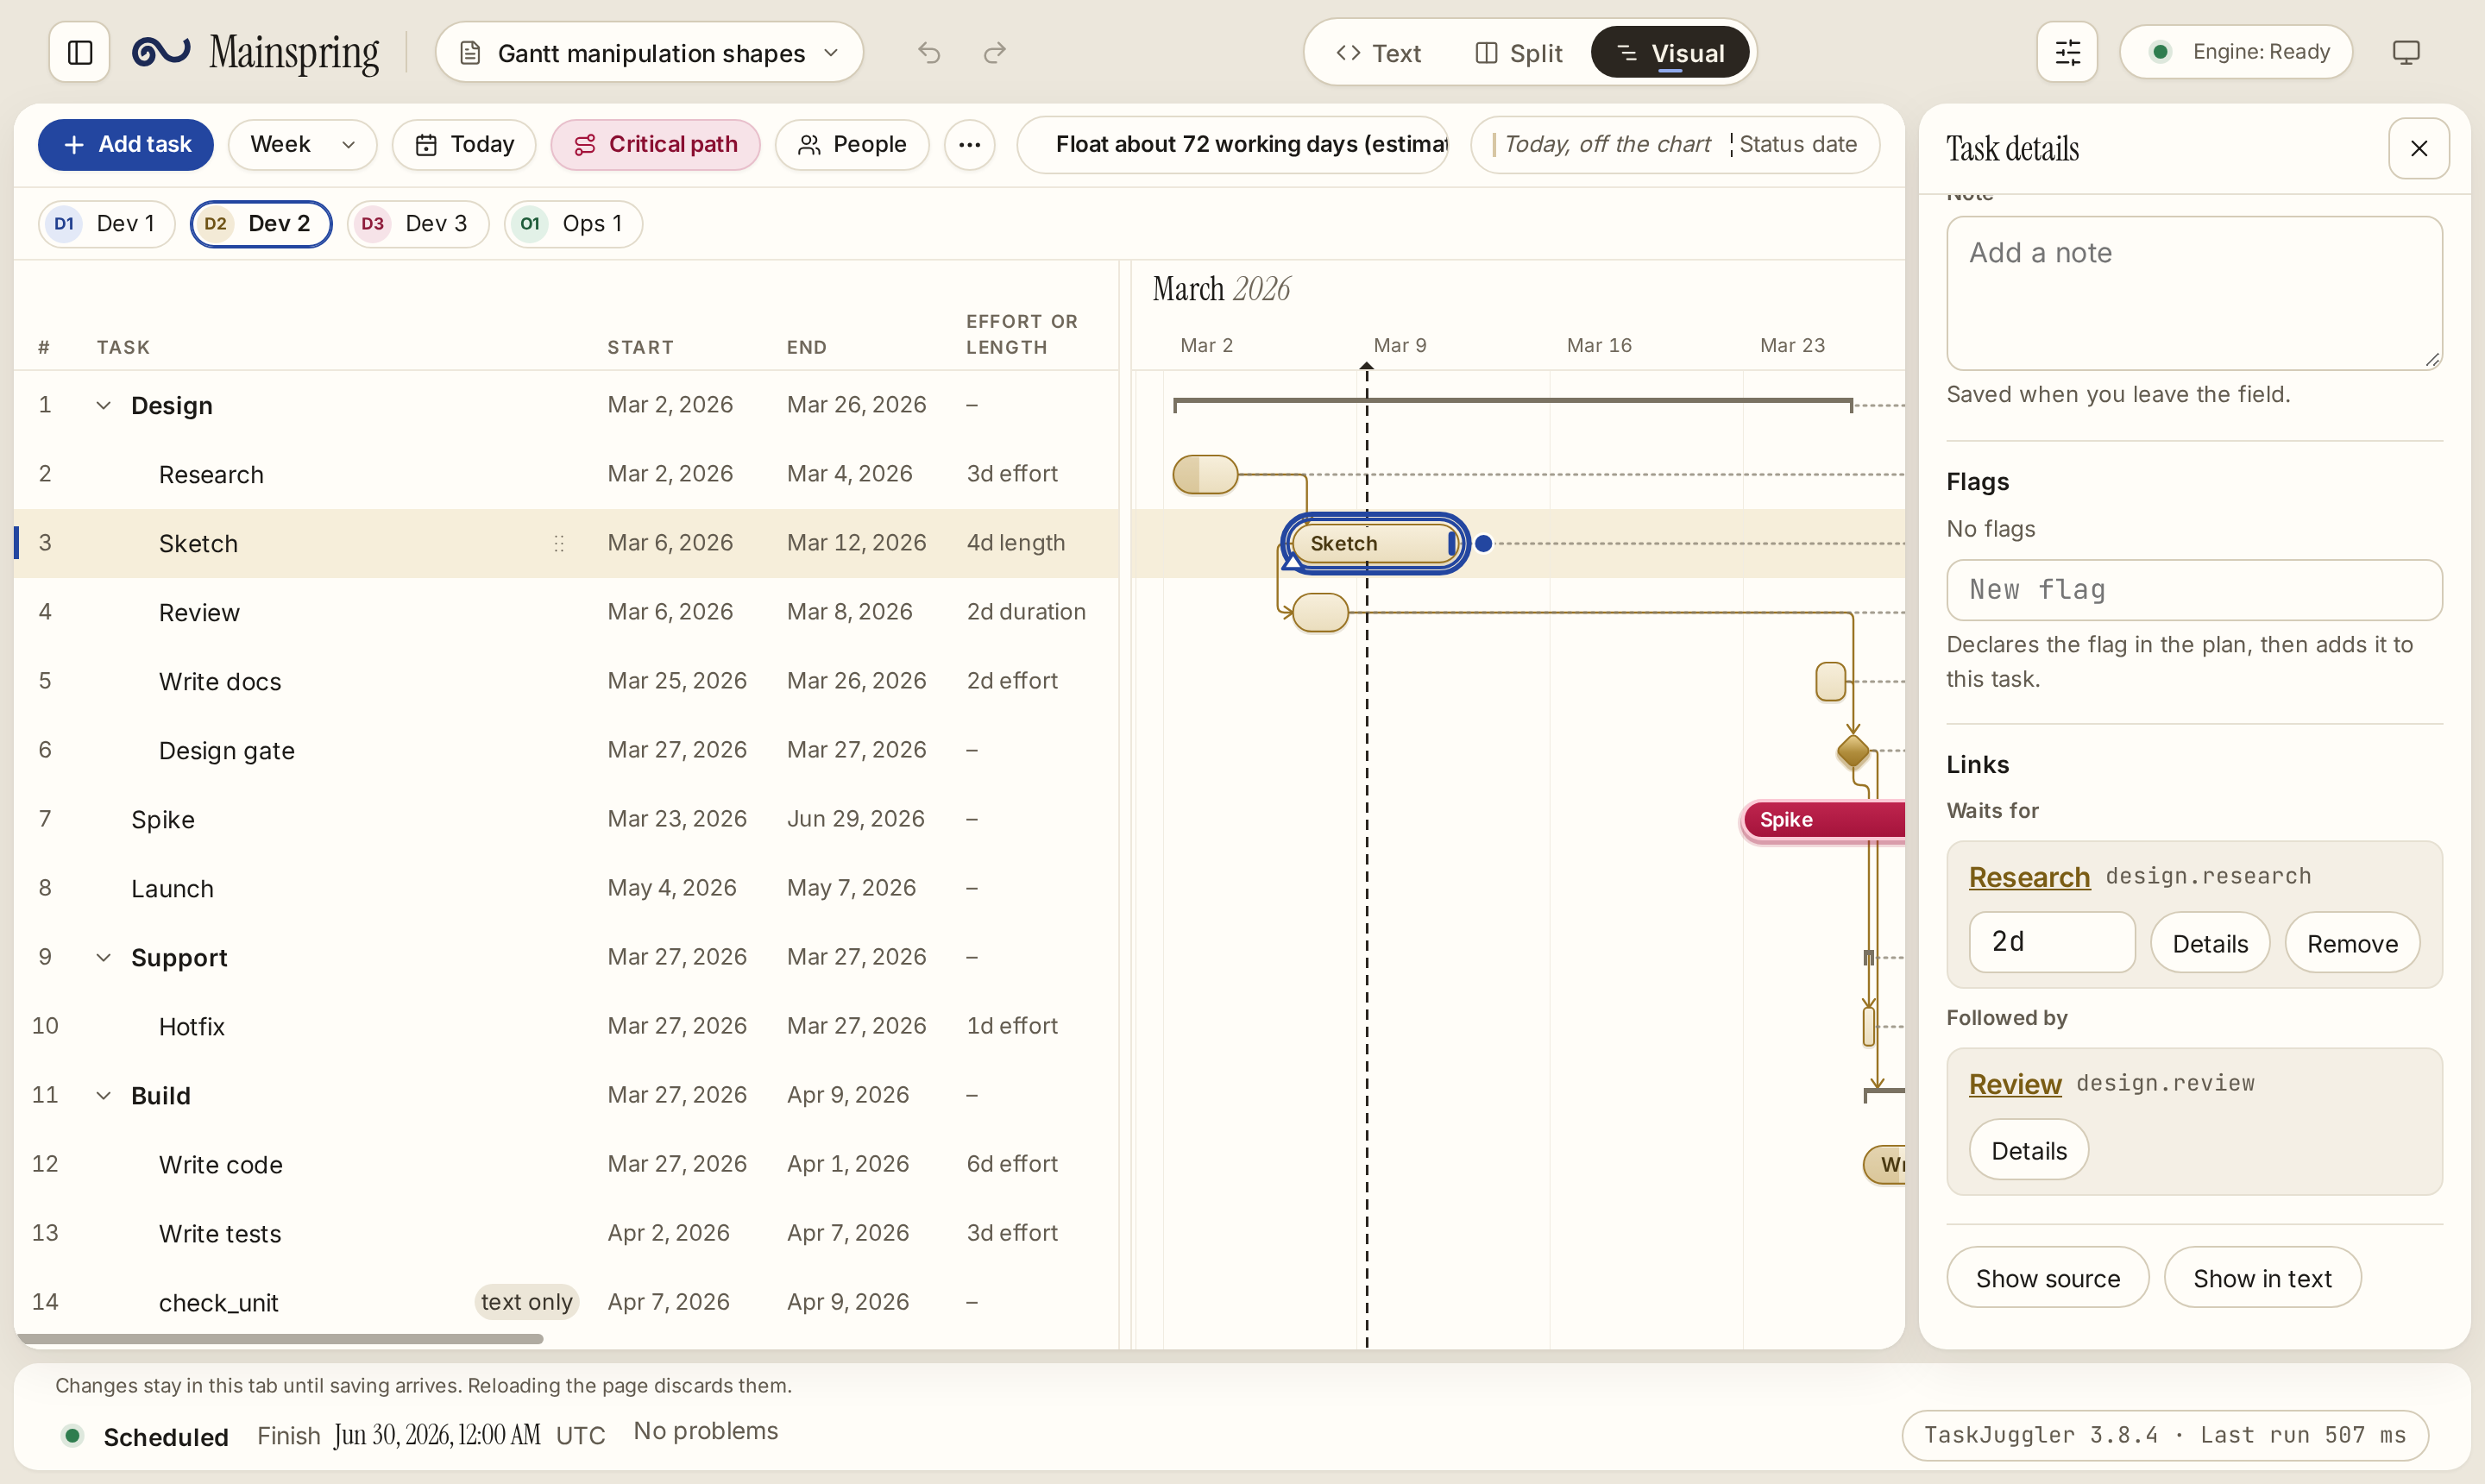 Mainspring
Gantt manipulation shapes
Text
Split
Visual
Engine: Ready
Add task
Week
Today
Critical path
People
Float about 72 working days (estimat
Today, off the chart
Status date
D1 Dev 1
D2 Dev 2
D3 Dev 3
O1 Ops 1
# TASK START END EFFORT OR LENGTH
March 2026
Mar 2 Mar 9 Mar 16 Mar 23
1 Design Mar 2, 2026 Mar 26, 2026 –
2 Research Mar 2, 2026 Mar 4, 2026 3d effort
3 Sketch Mar 6, 2026 Mar 12, 2026 4d length
Sketch
4 Review Mar 6, 2026 Mar 8, 2026 2d duration
5 Write docs Mar 25, 2026 Mar 26, 2026 2d effort
6 Design gate Mar 27, 2026 Mar 27, 2026 –
7 Spike Mar 23, 2026 Jun 29, 2026 –
Spike
8 Launch May 4, 2026 May 7, 2026 –
9 Support Mar 27, 2026 Mar 27, 2026 –
10 Hotfix Mar 27, 2026 Mar 27, 2026 1d effort
11 Build Mar 27, 2026 Apr 9, 2026 –
12 Write code Mar 27, 2026 Apr 1, 2026 6d effort
13 Write tests Apr 2, 2026 Apr 7, 2026 3d effort
14 check_unit text only Apr 7, 2026 Apr 9, 2026 –
Task details
Note
Add a note
Saved when you leave the field.
Flags
No flags
New flag
Declares the flag in the plan, then adds it to
this task.
Links
Waits for
Research design.research
2d
Details
Remove
Followed by
Review design.review
Details
Show source
Show in text
Changes stay in this tab until saving arrives. Reloading the page discards them.
Scheduled Finish Jun 30, 2026, 12:00 AM UTC No problems
TaskJuggler 3.8.4 · Last run 507 ms